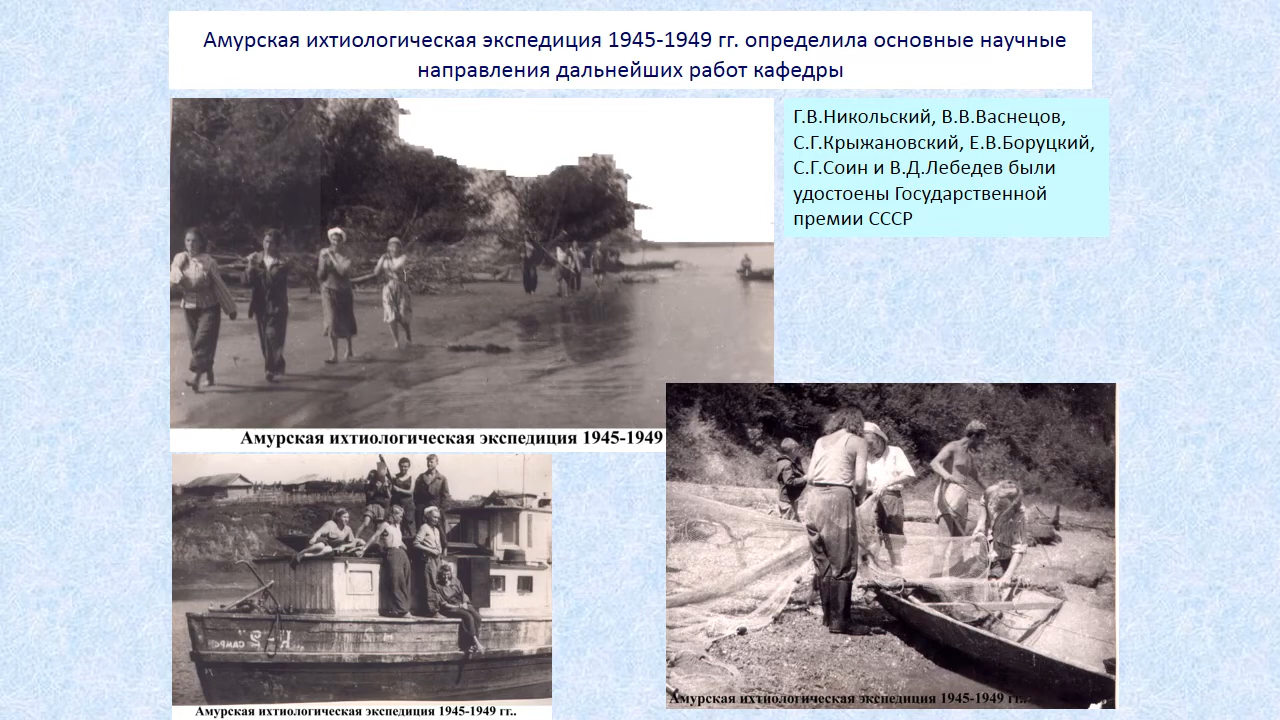 Амурская ихтиологическая экспедиция 1945-1949 гг. определила основные научные
направления дальнейших работ кафедры
Г.В.Никольский, В.В.Васнецов,
С.Г.Крыжановский, Е.В.Боруцкий,
С.Г.Соин и В.Д.Лебедев были
удостоены Государственной
премии СССР
Амурская ихтиологическая экспедиция 1945-1949
Амурская ихтиологическая экспедиция 1945-1949 гг..
Амурская ихтиологическая экспедиция 1945-1949 гг..